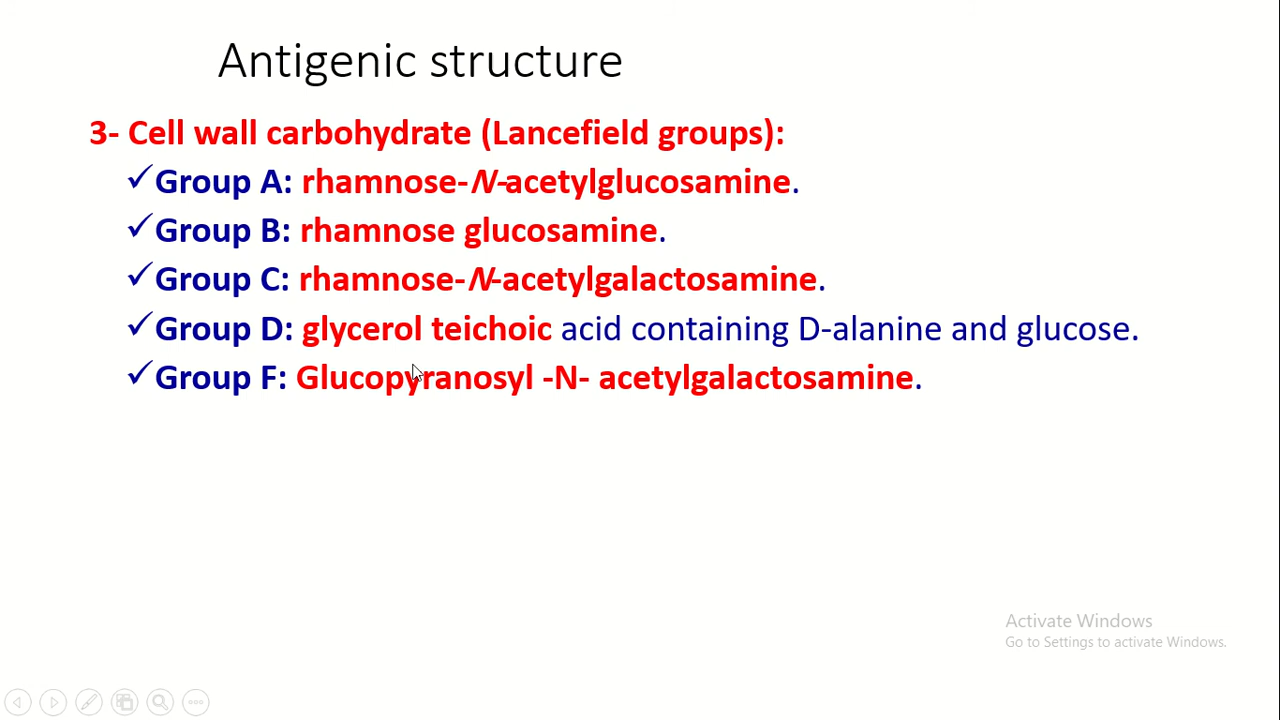 Antigenic structure
3- Cell wall carbohydrate (Lancefield groups):
✓Group A: rhamnose-N-acetylglucosamine.
✓Group B: rhamnose glucosamine.
✓Group C: rhamnose-N-acetylgalactosamine.
✓Group D: glycerol teichoic acid containing D-alanine and glucose.
✓Group F: Glucopyranosyl -N- acetylgalactosamine.
Activate Windows
Go to Settings to activate Windows.